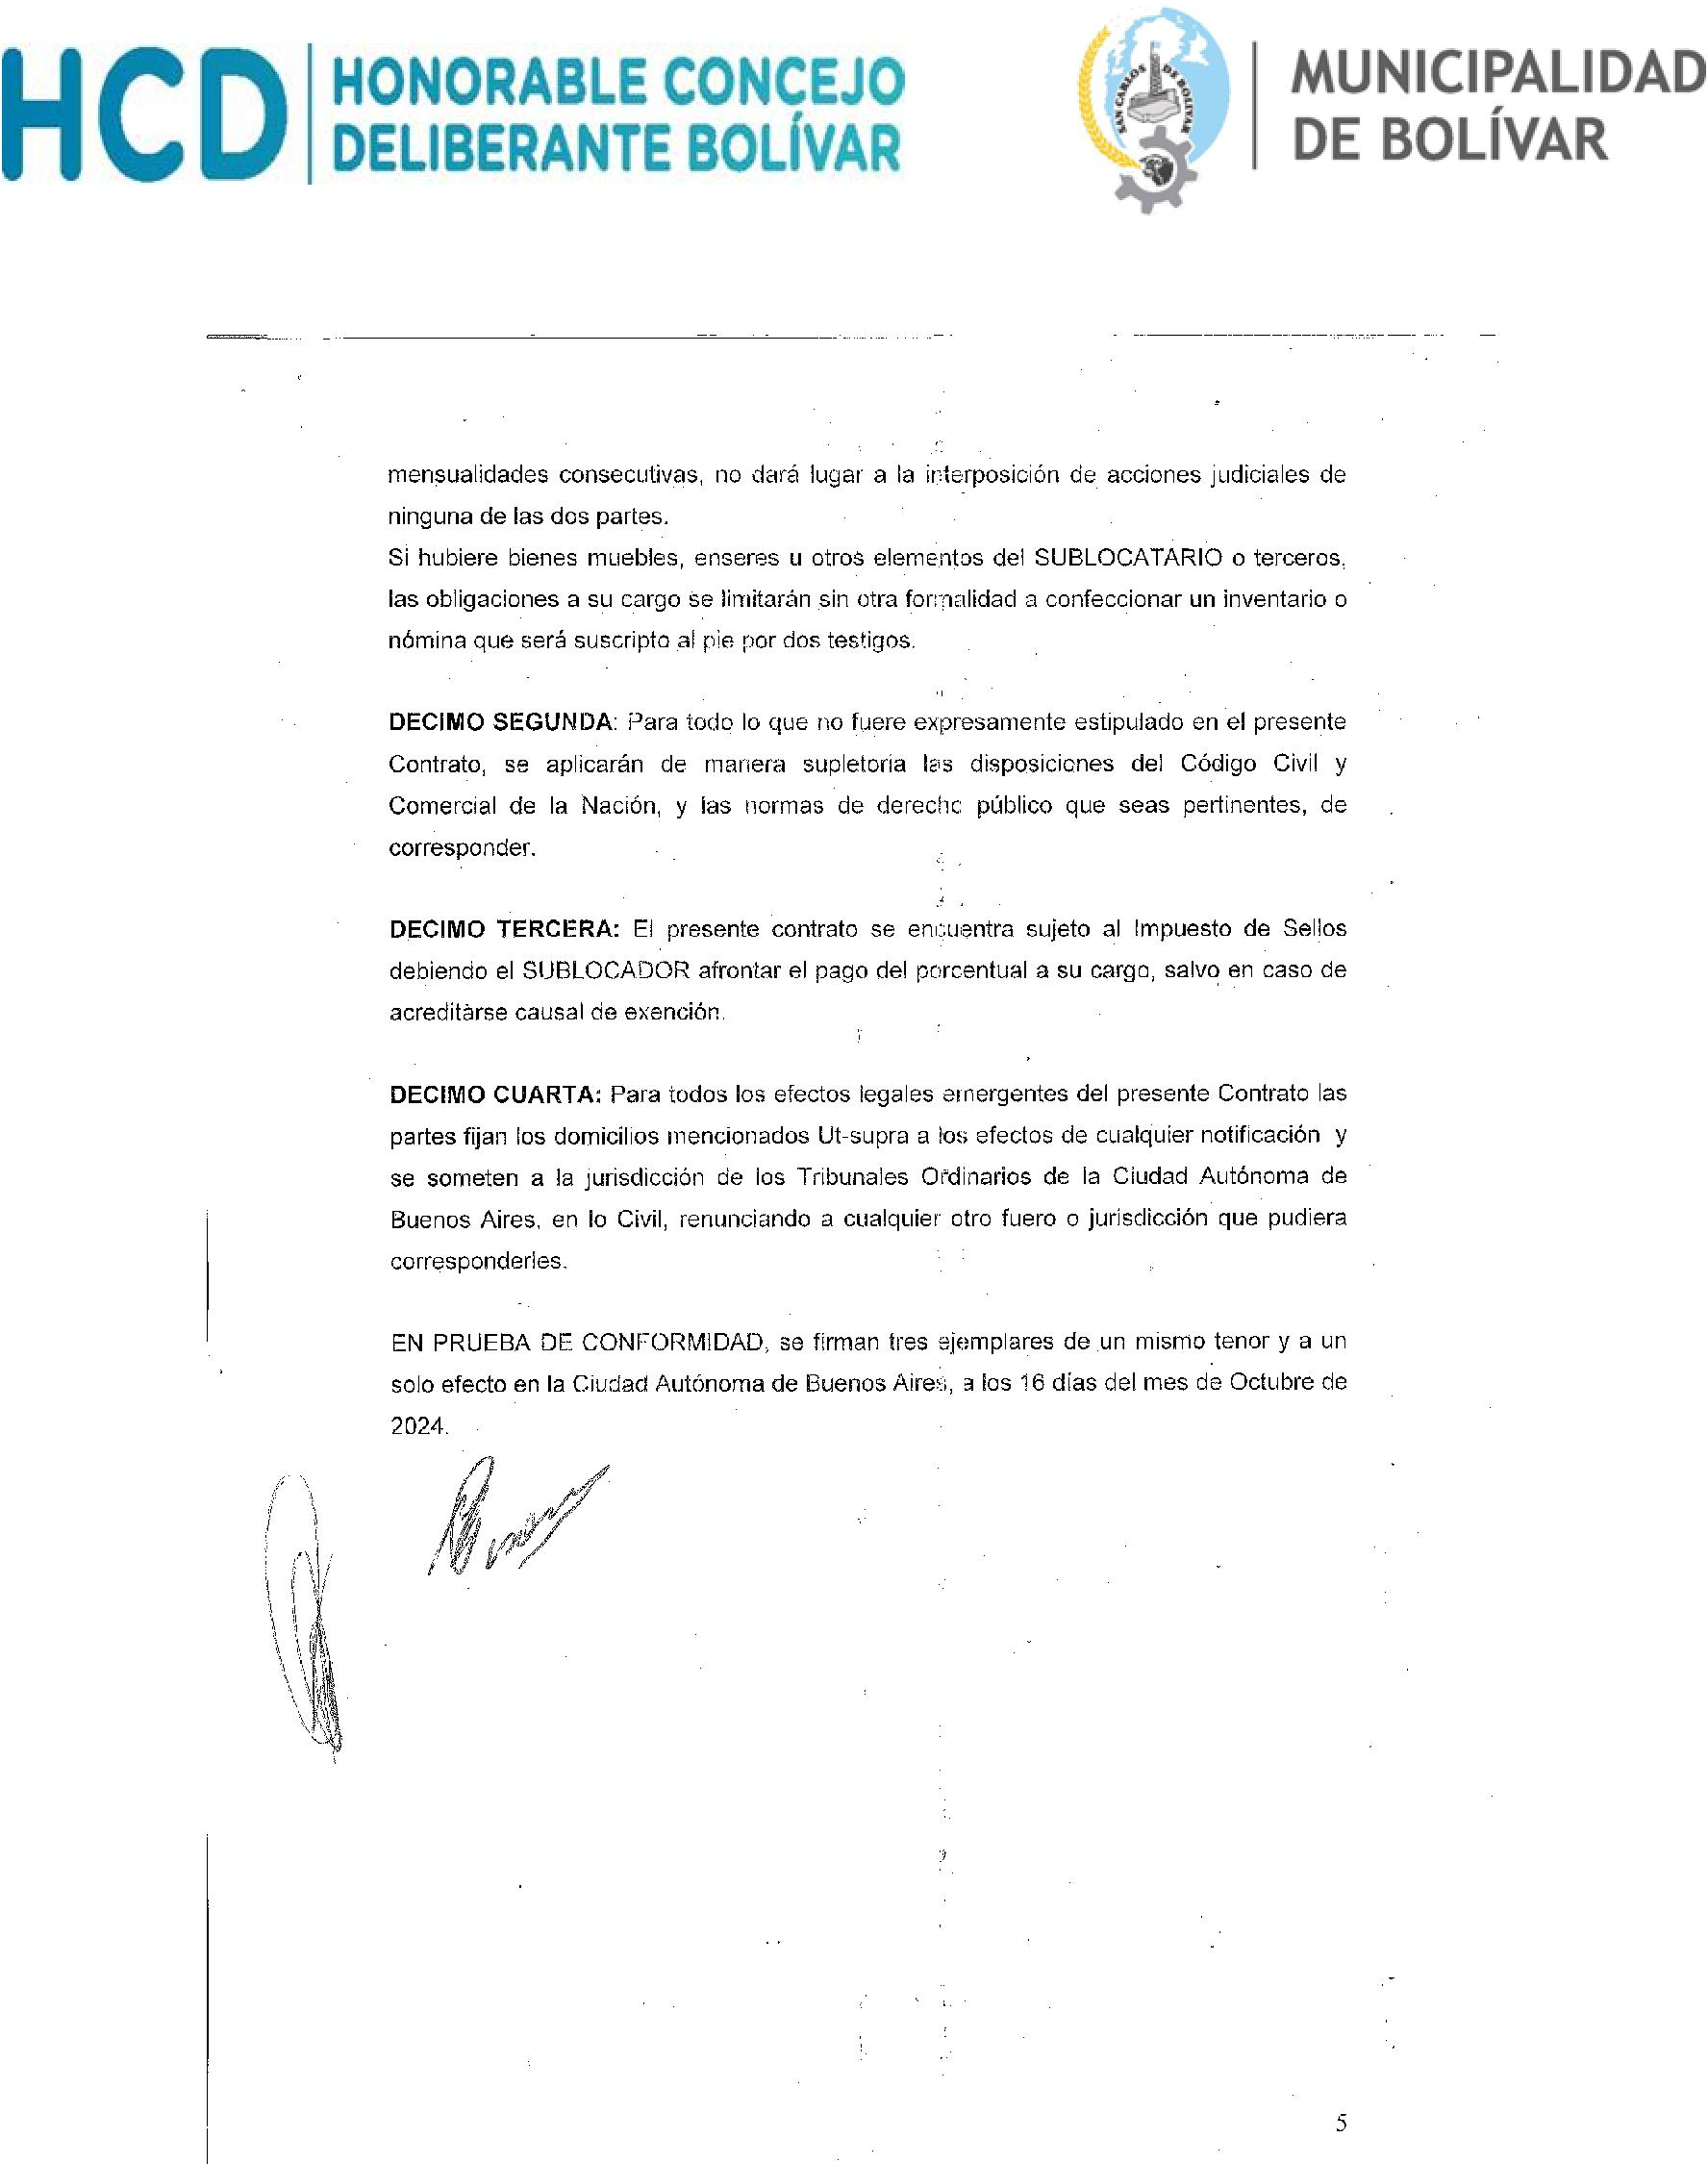 HCD
HONORABLE CONCEJO
DELIBERANTE BOLÍVAR
SAN CARLOS DE BOLIVAR
MUNICIPALIDAD
DE BOLÍVAR
mensualidades consecutivas, no dará lugar a la interposición de acciones judiciales de
ninguna de las dos partes.
Si hubiere bienes muebles, enseres u otros elementos del SUBLOCATARIO o terceros,
las obligaciones a su cargo se limitarán sin otra formalidad a confeccionar un inventario o
nómina que será suscripto al pie por dos testigos.
DECIMO SEGUNDA: Para todo lo que no fuere expresamente estipulado en el presente
Contrato, se aplicarán de manera supletoria las disposiciones del Código Civil y
Comercial de la Nación, y las normas de derecho público que seas pertinentes, de
corresponder.
DECIMO TERCERA: El presente contrato se encuentra sujeto al Impuesto de Sellos
debiendo el SUBLOCADOR afrontar el pago del porcentual a su cargo, salvo en caso de
acreditarse causal de exención.
DECIMO CUARTA: Para todos los efectos legales emergentes del presente Contrato las
partes fijan los domicilios mencionados Ut-supra a los efectos de cualquier notificación y
se someten a la jurisdicción de los Tribunales Ordinarios de la Ciudad Autónoma de
Buenos Aires, en lo Civil, renunciando a cualquier otro fuero o jurisdicción que pudiera
corresponderles.
EN PRUEBA DE CONFORMIDAD, se firman tres ejemplares de un mismo tenor y a un
solo efecto en la Ciudad Autónoma de Buenos Aires, a los 16 días del mes de Octubre de
2024.
5